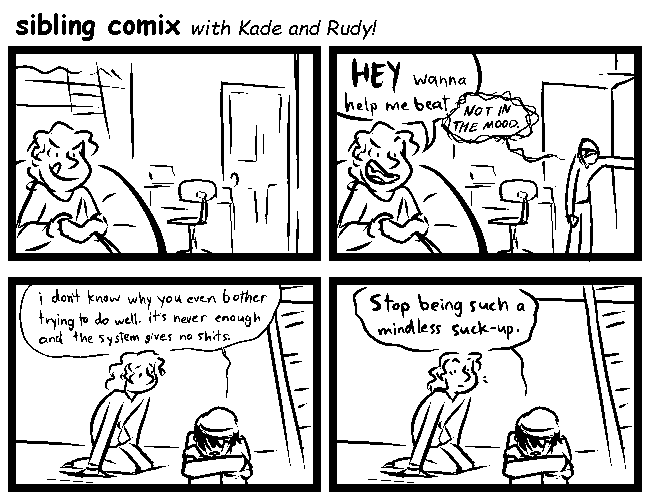 sibling comix with Kade and Rudy!
HEY wanna
help me beat
NOT IN
THE MOOD.
i don't know why you even bother
trying to do well. it's never enough
and the system gives no shits.
Stop being such a
mindless suck-up.